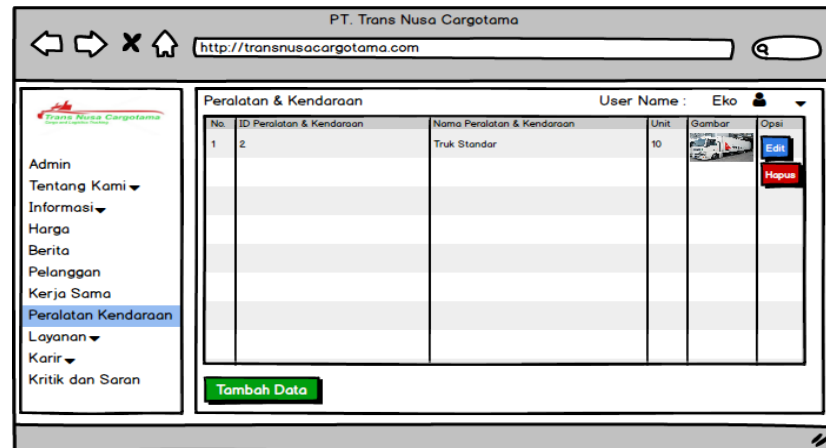 PT. Trans Nusa Cargotama
http://transnusacargotama.com
Trans Nusa Cargotama
Peralatan & Kendaraan
User Name : Eko
No. ID Peralatan & Kendaraan Nama Peralatan & Kendaraan Unit Gambar Opsi
1 2 Truk Standar 10 Edit
Hapus
Admin
Tentang Kami
Informasi
Harga
Berita
Pelanggan
Kerja Sama
Peralatan Kendaraan
Layanan
Karir
Kritik dan Saran
Tambah Data